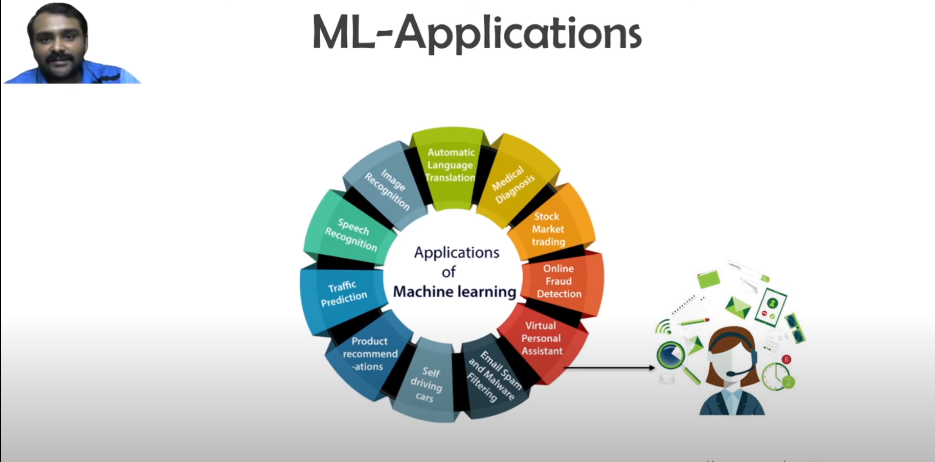 ML-Applications
Automatic
Language
Translation
Medical
Diagnosis
Stock
Market
trading
Online
Fraud
Detection
Virtual
Personal
Assistant
Email Spam
and Malware
Filtering
Self
driving
cars
Product
recommend
-ations
Traffic
Prediction
Speech
Recognition
Image
Recognition
Applications
of
Machine learning